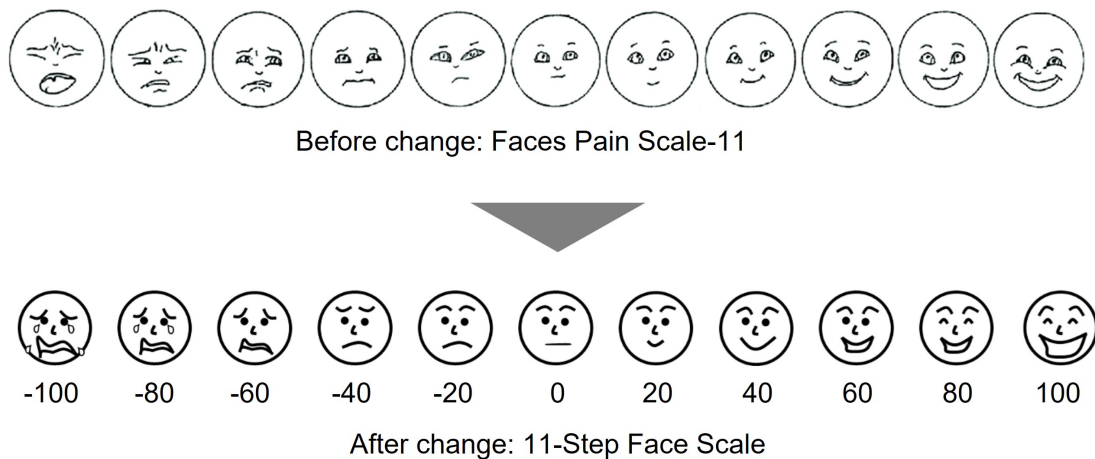 Before change: Faces Pain Scale-11
-100 -80 -60 -40 -20 0 20 40 60 80 100
After change: 11-Step Face Scale